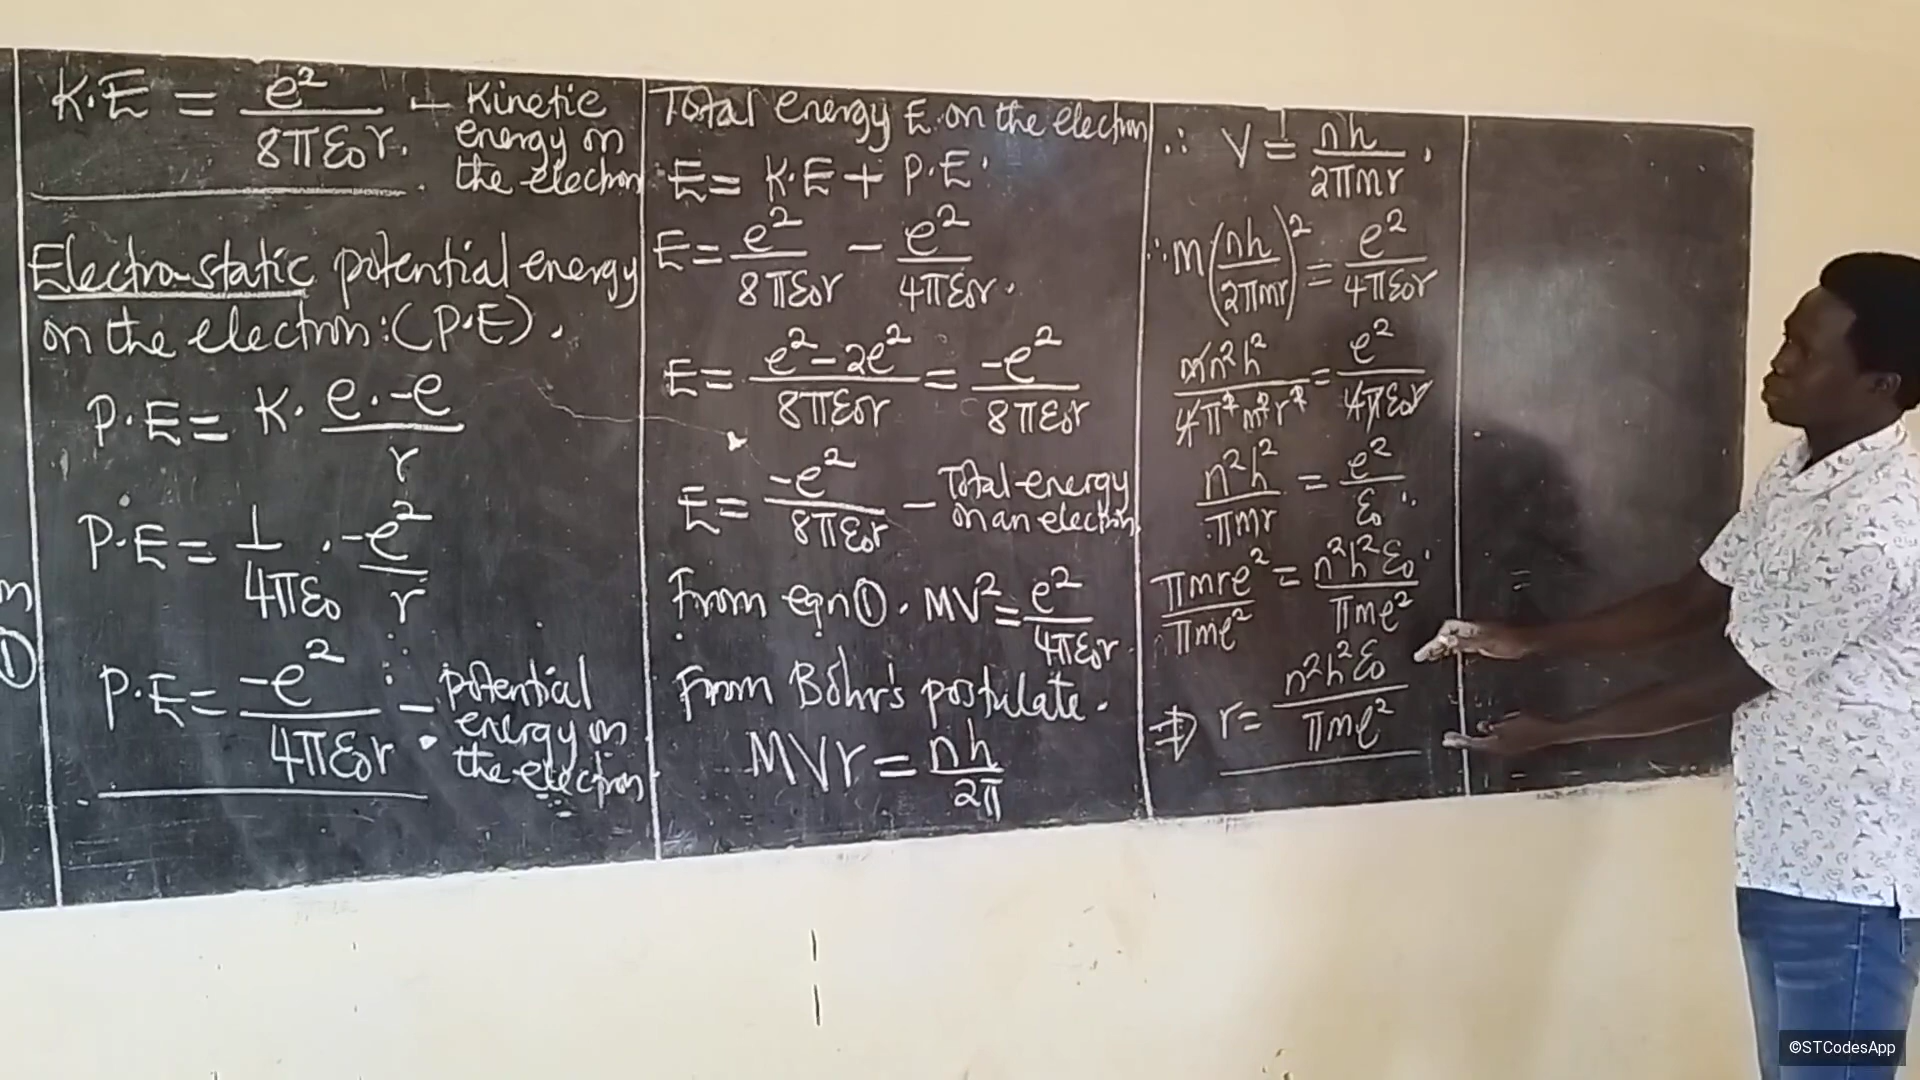 K.E = e²/8πε₀r. – Kinetic
energy on
the electron
Electro-static potential energy
on the electron:(P.E).
P.E = K. e.-e/r
P.E = 1/4πε₀ . -e²/r
P.E = -e²/4πε₀r – potential
energy on
the electron
Total energy E on the electron
E = K.E + P.E.
E = e²/8πε₀r – e²/4πε₀r.
E = e²-2e²/8πε₀r = -e²/8πε₀r
E = -e²/8πε₀r – Total energy
on an electron
From eqn①. MV² = e²/4πε₀r.
From Bohr's postulate.
MVr = nh/2π
∴ V = nh/2πmr.
∴ m(nh/2πmr)² = e²/4πε₀r
mn²h²/4π²m²r² = e²/4πε₀r
n²h²/πmr = e²/ε₀.
πmre²/πme² = n²h²ε₀/πme².
⇒ r = n²h²ε₀/πme²
m
①
©STCodesApp